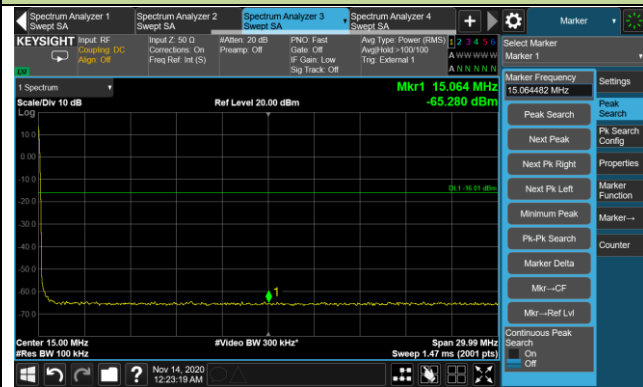 Spectrum Analyzer 1
Swept SA
Spectrum Analyzer 2
Swept SA
Spectrum Analyzer 3
Swept SA
Spectrum Analyzer 4
Swept SA
Marker
KEYSIGHT
Input: RF
Coupling: DC
Align: Off
Input Z: 50 Ω
Corrections: On
Freq Ref: Int (S)
#Atten: 20 dB
Preamp: Off
PNO: Fast
Gate: Off
IF Gain: Low
Sig Track: Off
Avg Type: Power (RMS)
Avg|Hold:>100/100
Trig: External 1
1 2 3 4 5 6
A W W W W W
A N N N N N
Select Marker
Marker 1
1 Spectrum
Scale/Div 10 dB
Log
Ref Level 20.00 dBm
Mkr1 15.064 MHz
-65.280 dBm
10.0
0.00
-10.0
-20.0
-30.0
-40.0
-50.0
-60.0
-70.0
DL1 -16.01 dBm
1
Center 15.00 MHz
#Res BW 100 kHz
#Video BW 300 kHz*
Span 29.99 MHz
Sweep 1.47 ms (2001 pts)
Marker Frequency
15.064482 MHz
Peak Search
Next Peak
Next Pk Right
Next Pk Left
Minimum Peak
Pk-Pk Search
Marker Delta
Mkr→CF
Mkr→Ref Lvl
Continuous Peak
Search
On
Off
Settings
Peak
Search
Pk Search
Config
Properties
Marker
Function
Marker→
Counter
Nov 14, 2020
12:23:19 AM